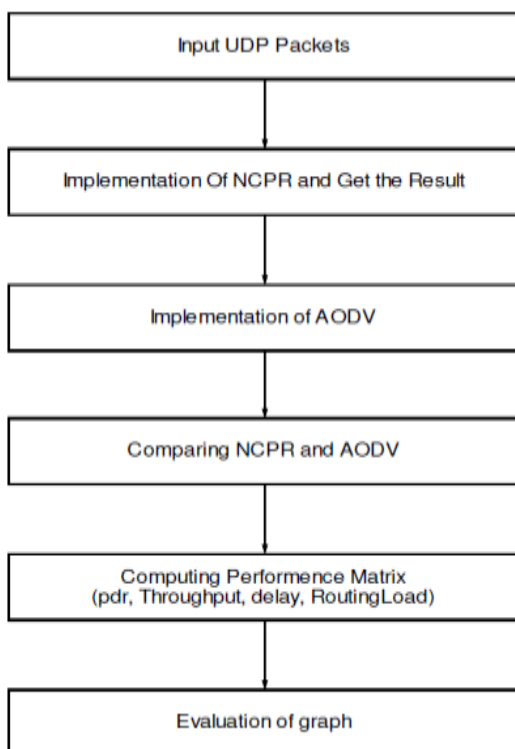 Input UDP Packets
Implementation Of NCPR and Get the Result
Implementation of AODV
Comparing NCPR and AODV
Computing Performence Matrix
(pdr, Throughput, delay, RoutingLoad)
Evaluation of graph